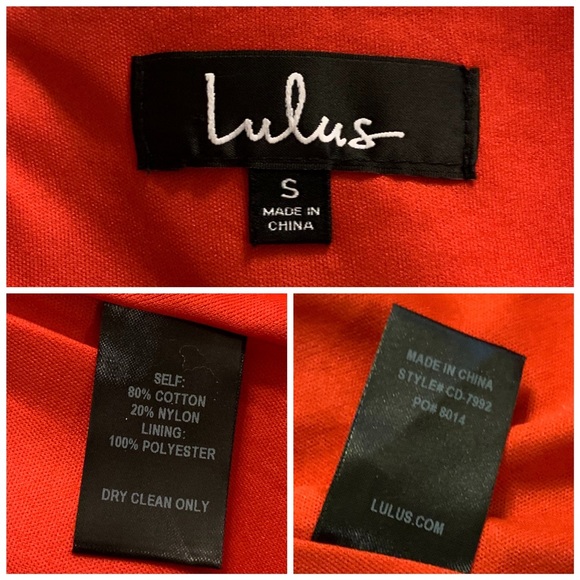 Lulus
S
MADE IN
CHINA
SELF:
80% COTTON
20% NYLON
LINING:
100% POLYESTER
DRY CLEAN ONLY
MADE IN CHINA
STYLE# CD-7992
PO# 8014
LULUS.COM